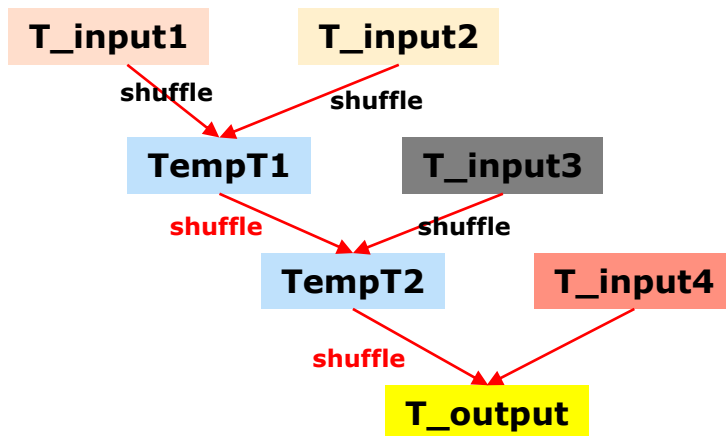 T_input1
T_input2
shuffle
shuffle
TempT1
T_input3
shuffle
shuffle
TempT2
T_input4
shuffle
T_output